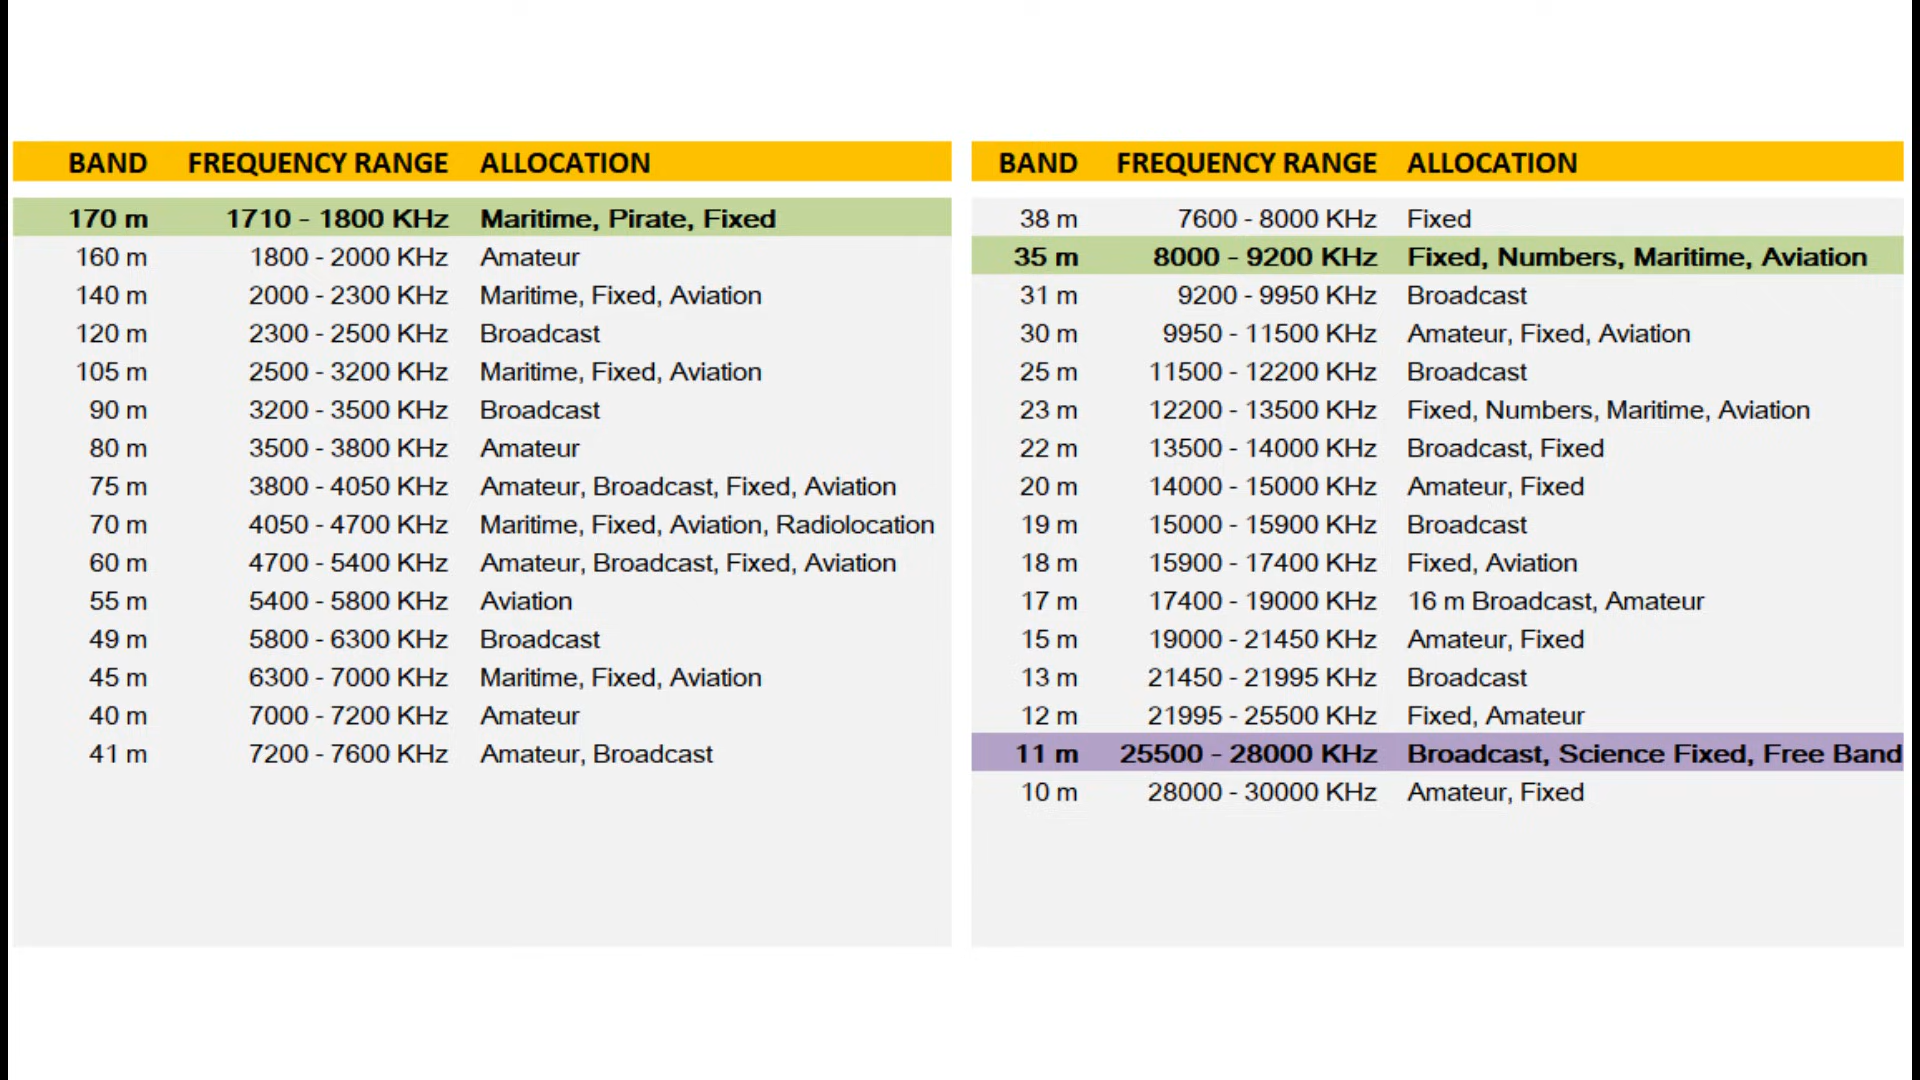 BAND FREQUENCY RANGE ALLOCATION
170 m 1710 - 1800 KHz Maritime, Pirate, Fixed
160 m 1800 - 2000 KHz Amateur
140 m 2000 - 2300 KHz Maritime, Fixed, Aviation
120 m 2300 - 2500 KHz Broadcast
105 m 2500 - 3200 KHz Maritime, Fixed, Aviation
90 m 3200 - 3500 KHz Broadcast
80 m 3500 - 3800 KHz Amateur
75 m 3800 - 4050 KHz Amateur, Broadcast, Fixed, Aviation
70 m 4050 - 4700 KHz Maritime, Fixed, Aviation, Radiolocation
60 m 4700 - 5400 KHz Amateur, Broadcast, Fixed, Aviation
55 m 5400 - 5800 KHz Aviation
49 m 5800 - 6300 KHz Broadcast
45 m 6300 - 7000 KHz Maritime, Fixed, Aviation
40 m 7000 - 7200 KHz Amateur
41 m 7200 - 7600 KHz Amateur, Broadcast
BAND FREQUENCY RANGE ALLOCATION
38 m 7600 - 8000 KHz Fixed
35 m 8000 - 9200 KHz Fixed, Numbers, Maritime, Aviation
31 m 9200 - 9950 KHz Broadcast
30 m 9950 - 11500 KHz Amateur, Fixed, Aviation
25 m 11500 - 12200 KHz Broadcast
23 m 12200 - 13500 KHz Fixed, Numbers, Maritime, Aviation
22 m 13500 - 14000 KHz Broadcast, Fixed
20 m 14000 - 15000 KHz Amateur, Fixed
19 m 15000 - 15900 KHz Broadcast
18 m 15900 - 17400 KHz Fixed, Aviation
17 m 17400 - 19000 KHz 16 m Broadcast, Amateur
15 m 19000 - 21450 KHz Amateur, Fixed
13 m 21450 - 21995 KHz Broadcast
12 m 21995 - 25500 KHz Fixed, Amateur
11 m 25500 - 28000 KHz Broadcast, Science Fixed, Free Band
10 m 28000 - 30000 KHz Amateur, Fixed